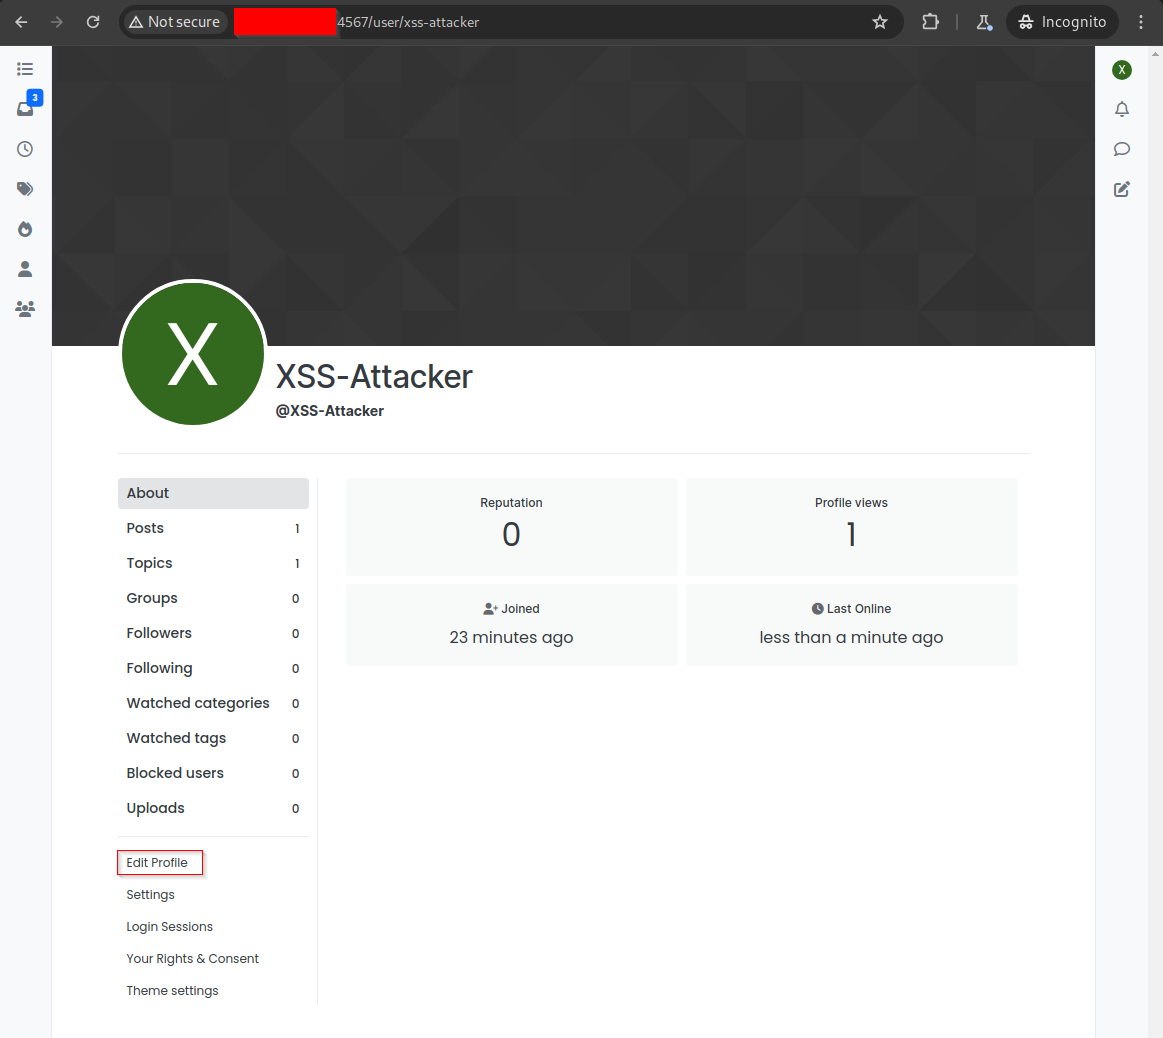 Not secure
4567/user/xss-attacker
Incognito
3
X
X
XSS-Attacker
@XSS-Attacker
About
Posts 1
Topics 1
Groups 0
Followers 0
Following 0
Watched categories 0
Watched tags 0
Blocked users 0
Uploads 0
Edit Profile
Settings
Login Sessions
Your Rights & Consent
Theme settings
Reputation
0
Profile views
1
Joined
23 minutes ago
Last Online
less than a minute ago